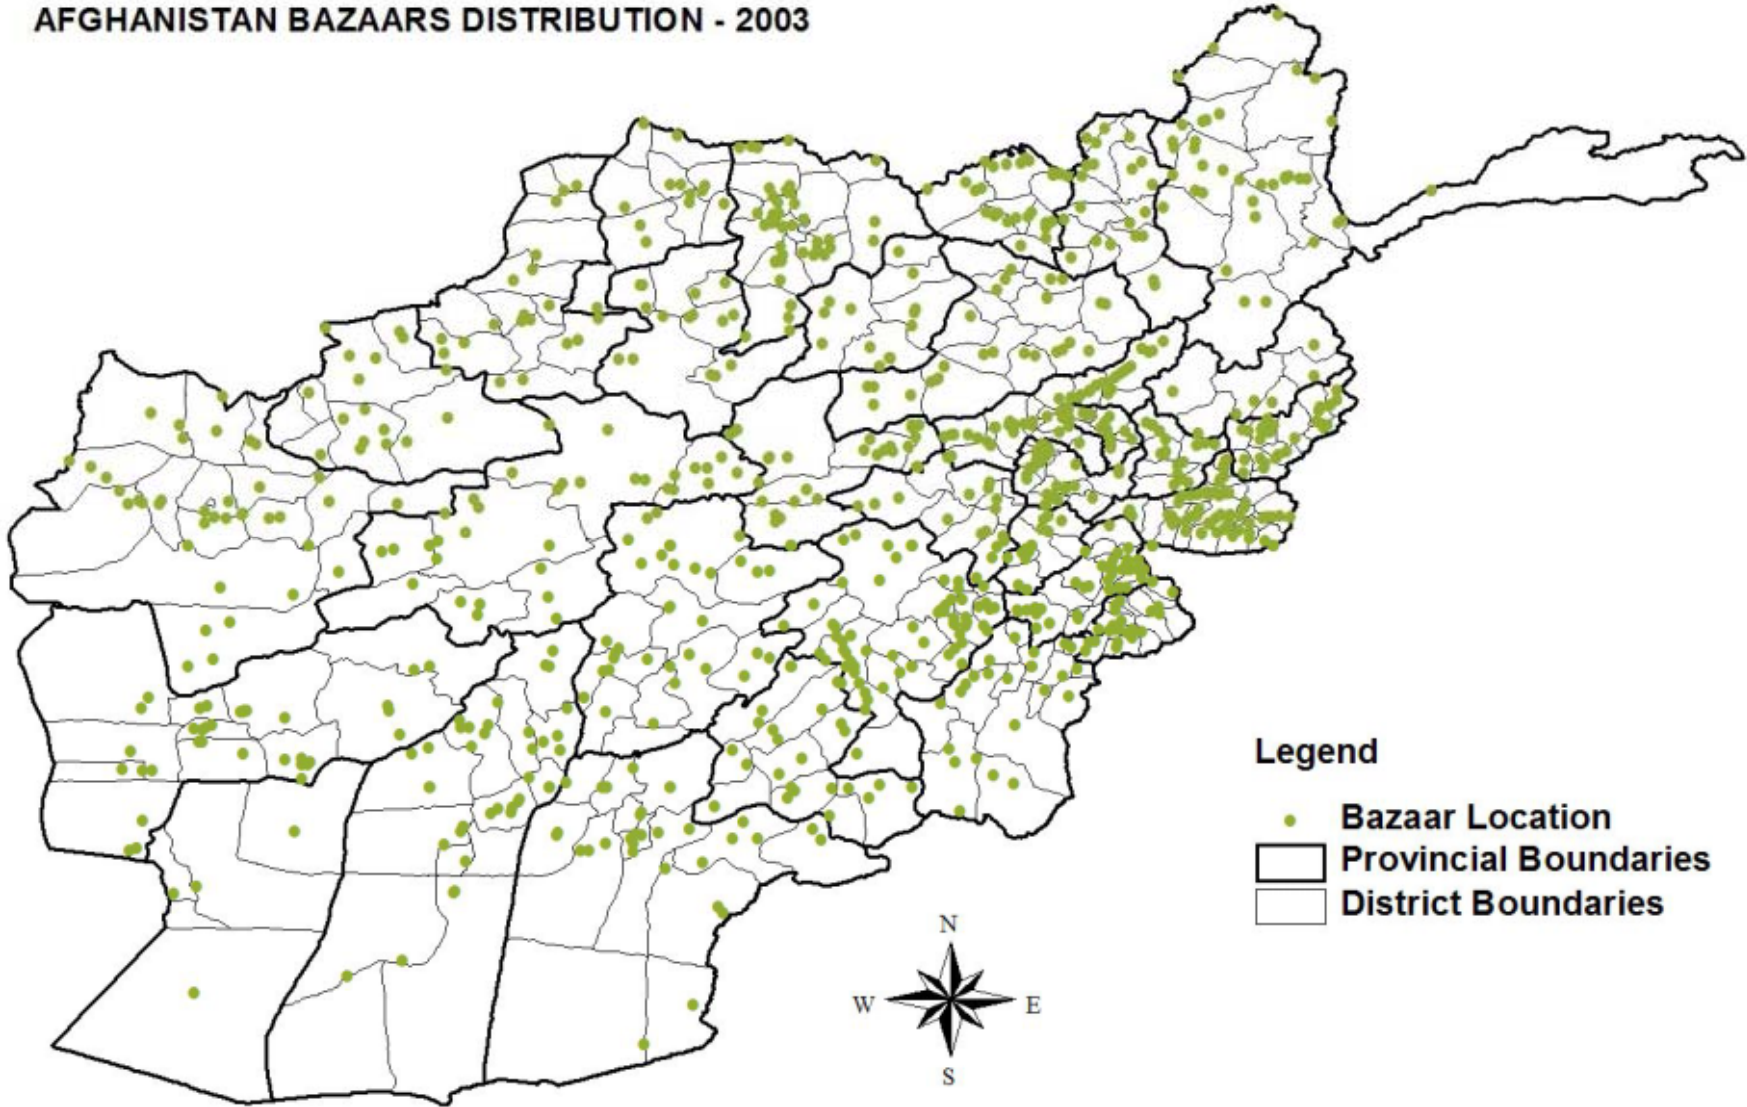 AFGHANISTAN BAZAARS DISTRIBUTION - 2003
Legend
Bazaar Location
Provincial Boundaries
District Boundaries
N
W E
S